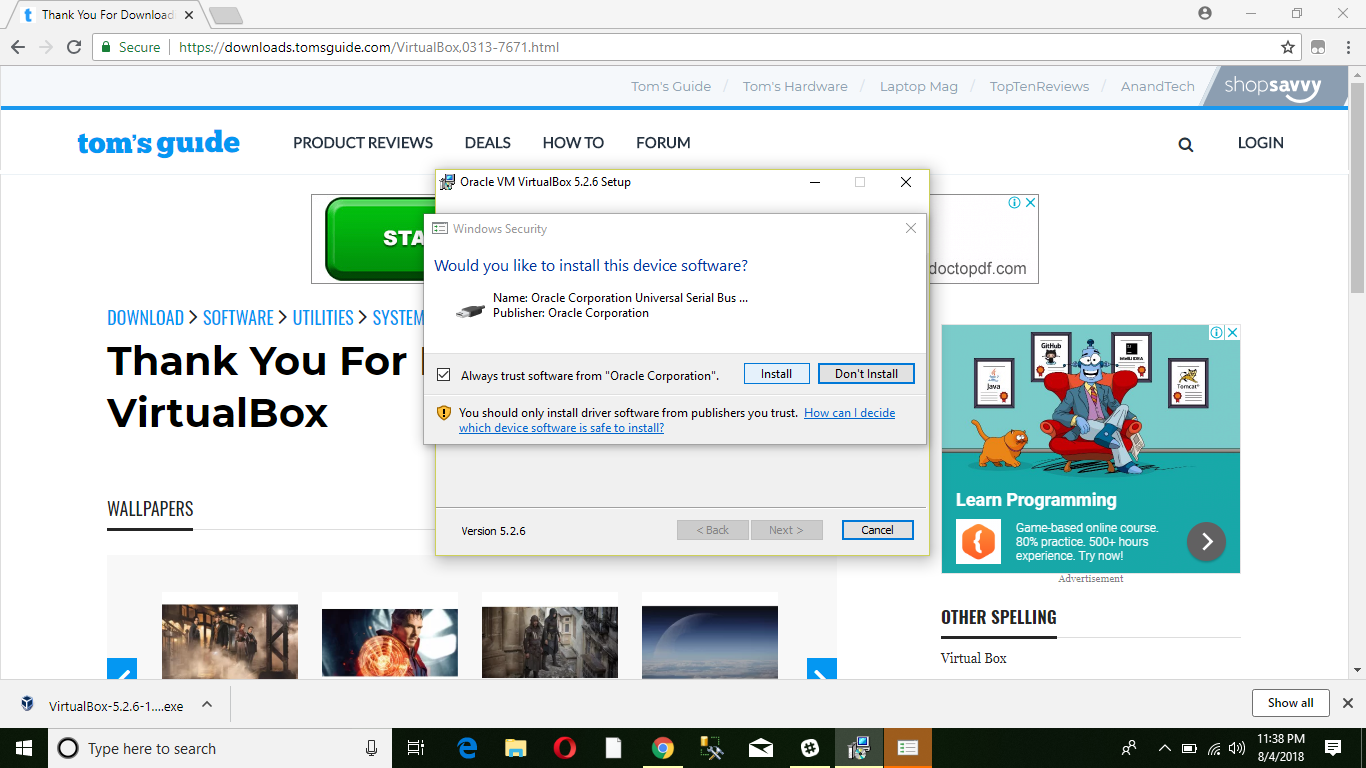 Thank You For Download
Secure
https://downloads.tomsguide.com/VirtualBox,0313-7671.html
Tom's Guide / Tom's Hardware / Laptop Mag / TopTenReviews / AnandTech
shopsavvy
tom's guide
PRODUCT REVIEWS
DEALS
HOW TO
FORUM
LOGIN
STA
doctopdf.com
DOWNLOAD > SOFTWARE > UTILITIES > SYSTEM
Thank You For
VirtualBox
Oracle VM VirtualBox 5.2.6 Setup
Windows Security
Would you like to install this device software?
Name: Oracle Corporation Universal Serial Bus ...
Publisher: Oracle Corporation
Always trust software from "Oracle Corporation".
Install
Don't Install
You should only install driver software from publishers you trust. How can I decide
which device software is safe to install?
Version 5.2.6
< Back
Next >
Cancel
GitHub
IntelliJ IDEA
Java
Tomcat
Learn Programming
Game-based online course.
80% practice. 500+ hours
experience. Try now!
Advertisement
WALLPAPERS
OTHER SPELLING
Virtual Box
VirtualBox-5.2.6-1....exe
Show all
Type here to search
11:38 PM
8/4/2018